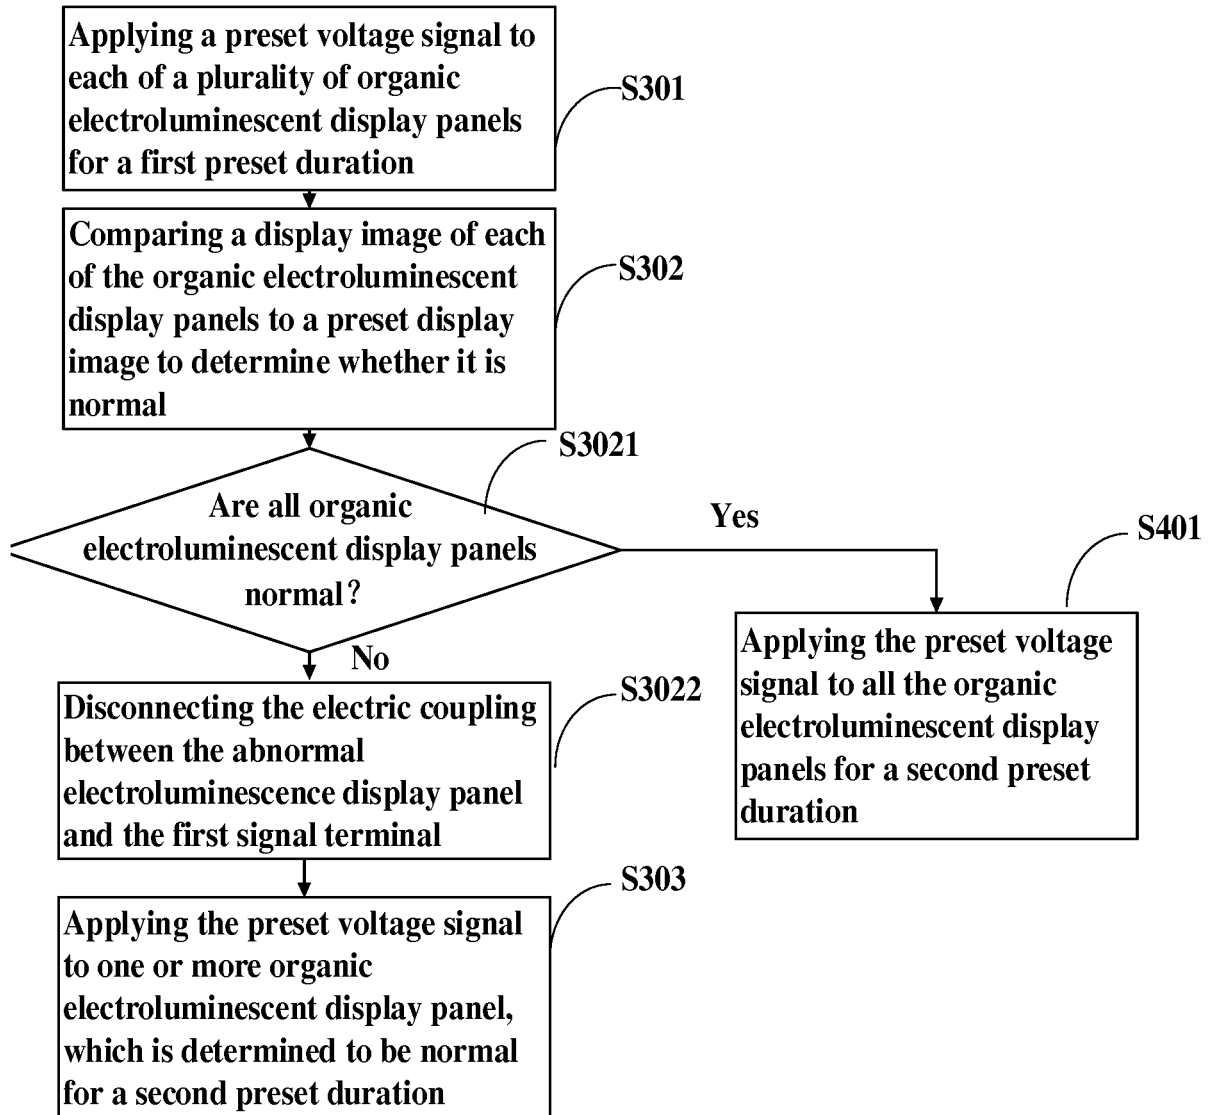 Applying a preset voltage signal to
each of a plurality of organic
electroluminescent display panels
for a first preset duration
S301
Comparing a display image of each
of the organic electroluminescent
display panels to a preset display
image to determine whether it is
normal
S302
S3021
Are all organic
electroluminescent display panels
normal?
Yes
S401
Applying the preset voltage
signal to all the organic
electroluminescent display
panels for a second preset
duration
No
S3022
Disconnecting the electric coupling
between the abnormal
electroluminescence display panel
and the first signal terminal
S303
Applying the preset voltage signal
to one or more organic
electroluminescent display panel,
which is determined to be normal
for a second preset duration